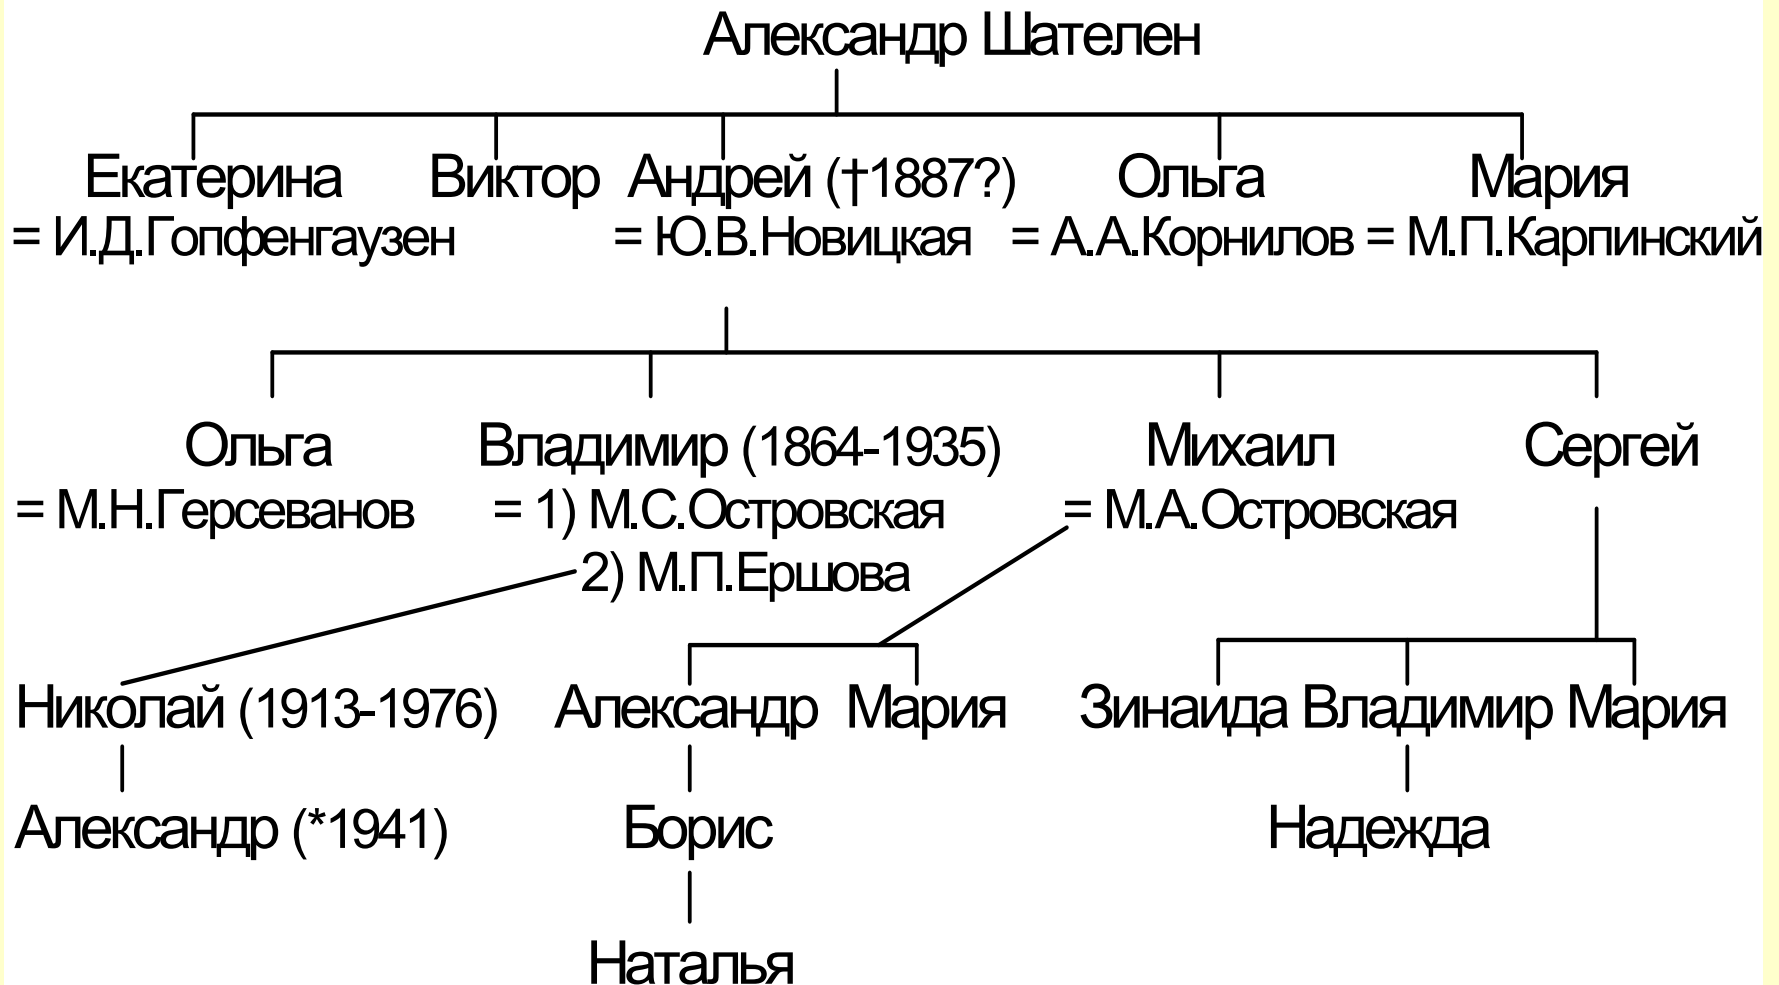 Александр Шателен
Екатерина Виктор Андрей (†1887?) Ольга Мария
= И.Д.Гопфенгаузен = Ю.В.Новицкая = А.А.Корнилов = М.П.Карпинский
Ольга Владимир (1864-1935) Михаил Сергей
= М.Н.Герсеванов = 1) М.С.Островская = М.А.Островская
2) М.П.Ершова
Николай (1913-1976) Александр Мария Зинаида Владимир Мария
Александр (*1941) Борис Надежда
Наталья